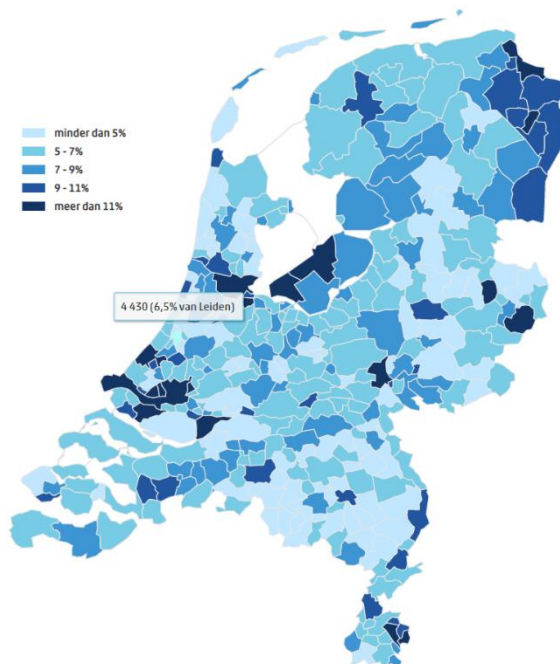 minder dan 5%
5 - 7%
7 - 9%
9 - 11%
meer dan 11%
4 430 (6,5% van Leiden)